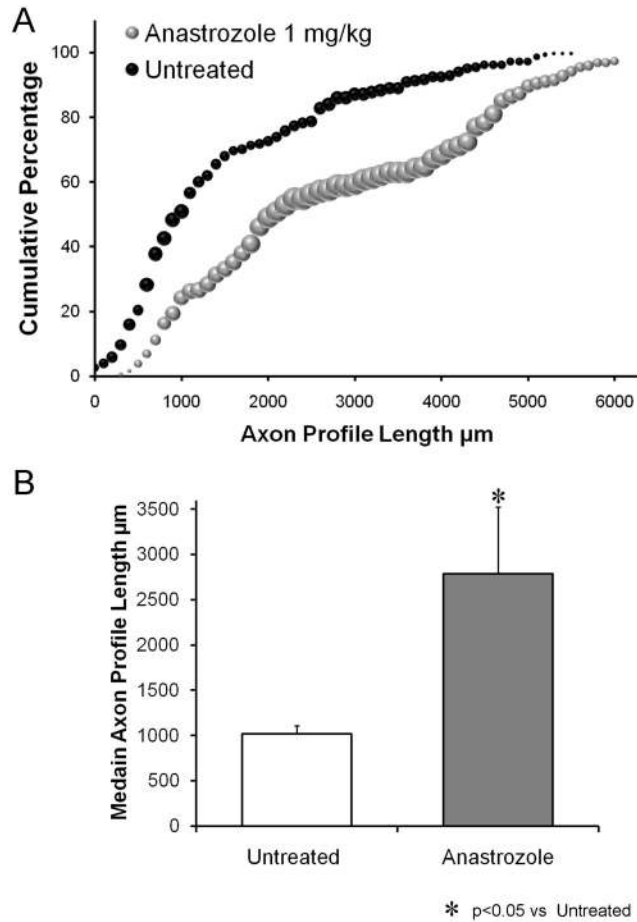 A
Anastrozole 1 mg/kg
Untreated
Cumulative Percentage
100
80
60
40
20
0
0 1000 2000 3000 4000 5000 6000
Axon Profile Length µm
B
Medain Axon Profile Length µm
3500
3000
2500
2000
1500
1000
500
0
*
Untreated Anastrozole
* p<0.05 vs Untreated